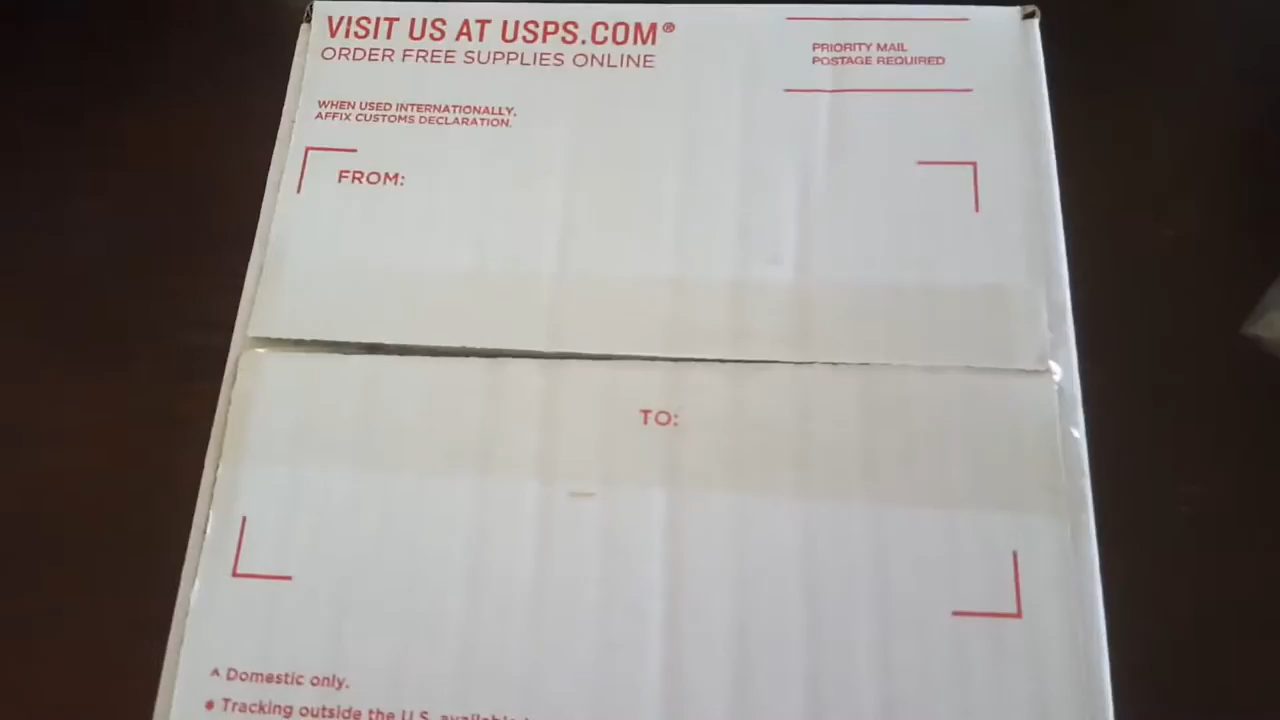 VISIT US AT USPS.COM®
ORDER FREE SUPPLIES ONLINE
PRIORITY MAIL
POSTAGE REQUIRED
WHEN USED INTERNATIONALLY,
AFFIX CUSTOMS DECLARATION.
FROM:
TO:
^ Domestic only.
* Tracking outside the U.S. available